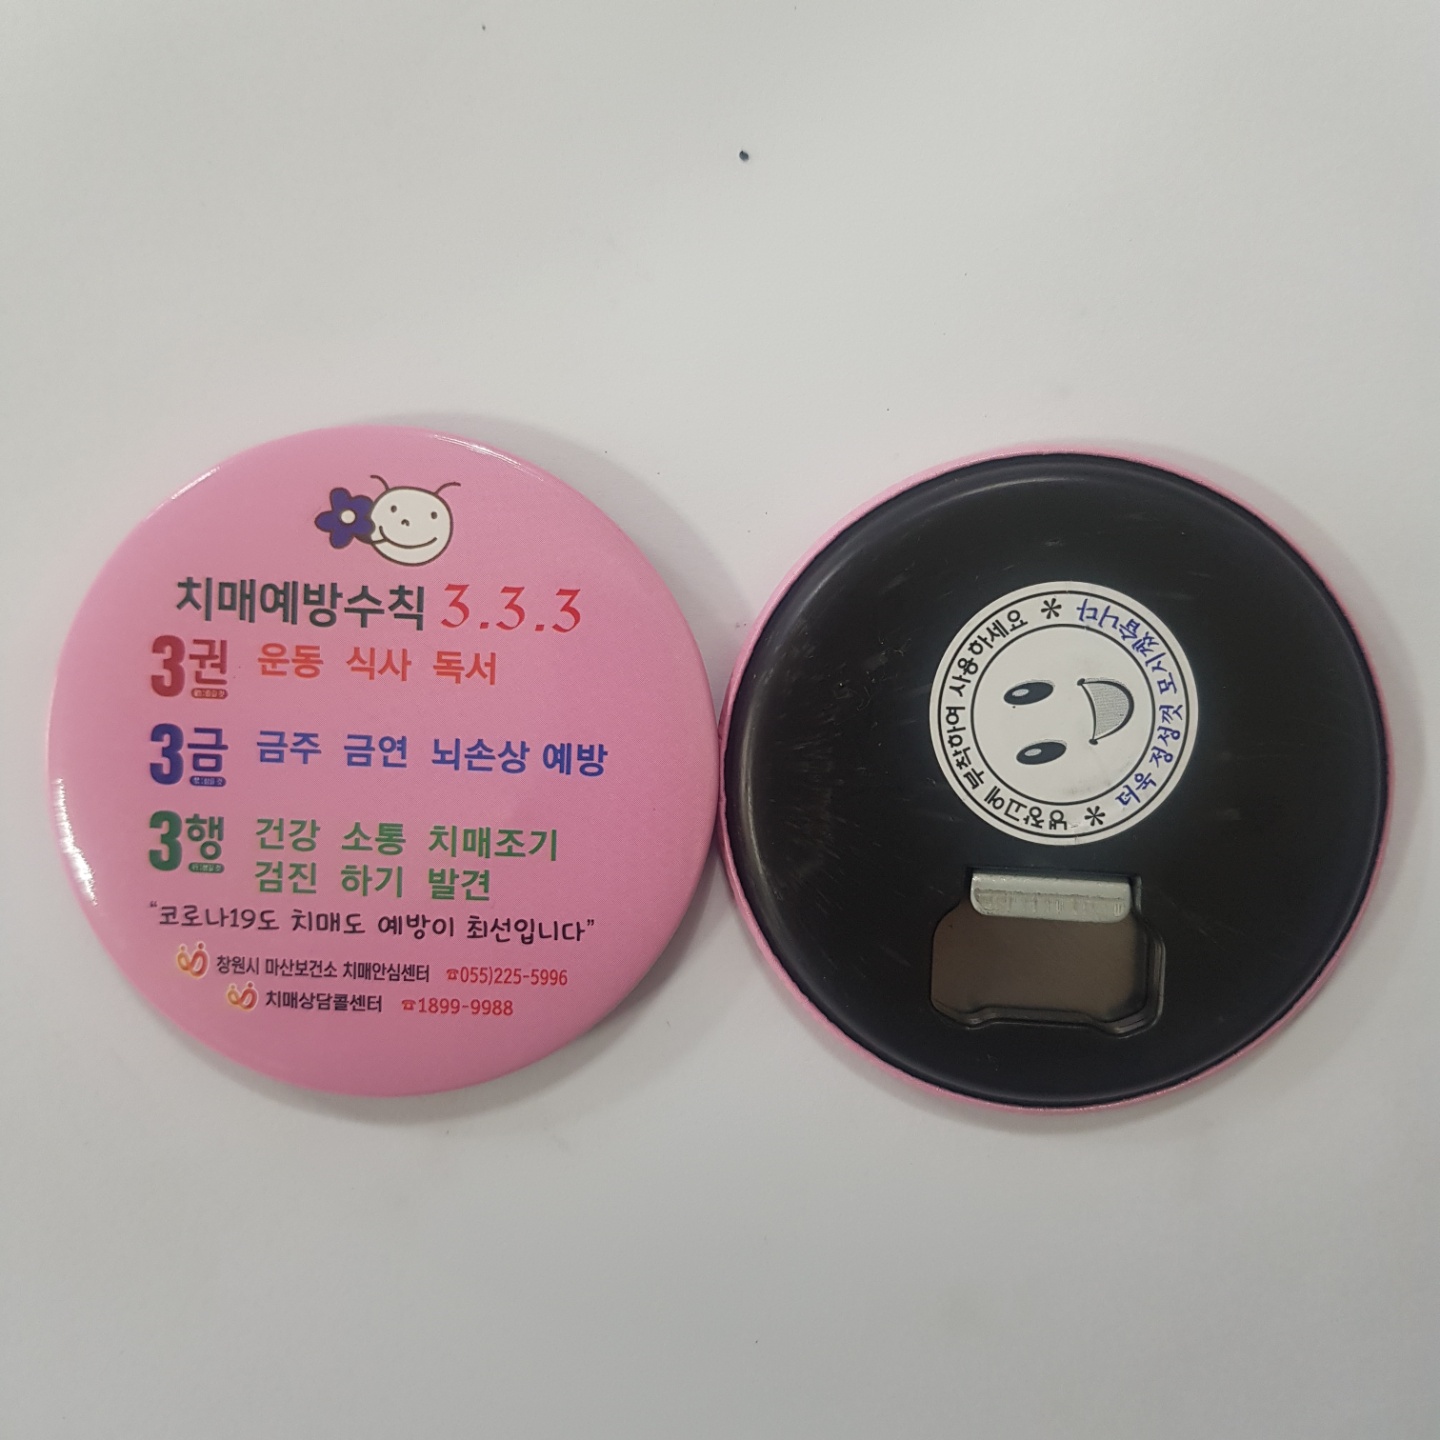 치매예방수칙 3.3.3
3권 운동 식사 독서
3금 금주 금연 뇌손상 예방
3행 건강 소통 치매조기
검진 하기 발견
“코로나19도 치매도 예방이 최선입니다”
창원시 마산보건소 치매안심센터 ☎055)225-5996
치매상담콜센터 ☎1899-9988
냉장고에 부착하여 사용하세요 *
더욱 정성껏 모시겠습니다 *